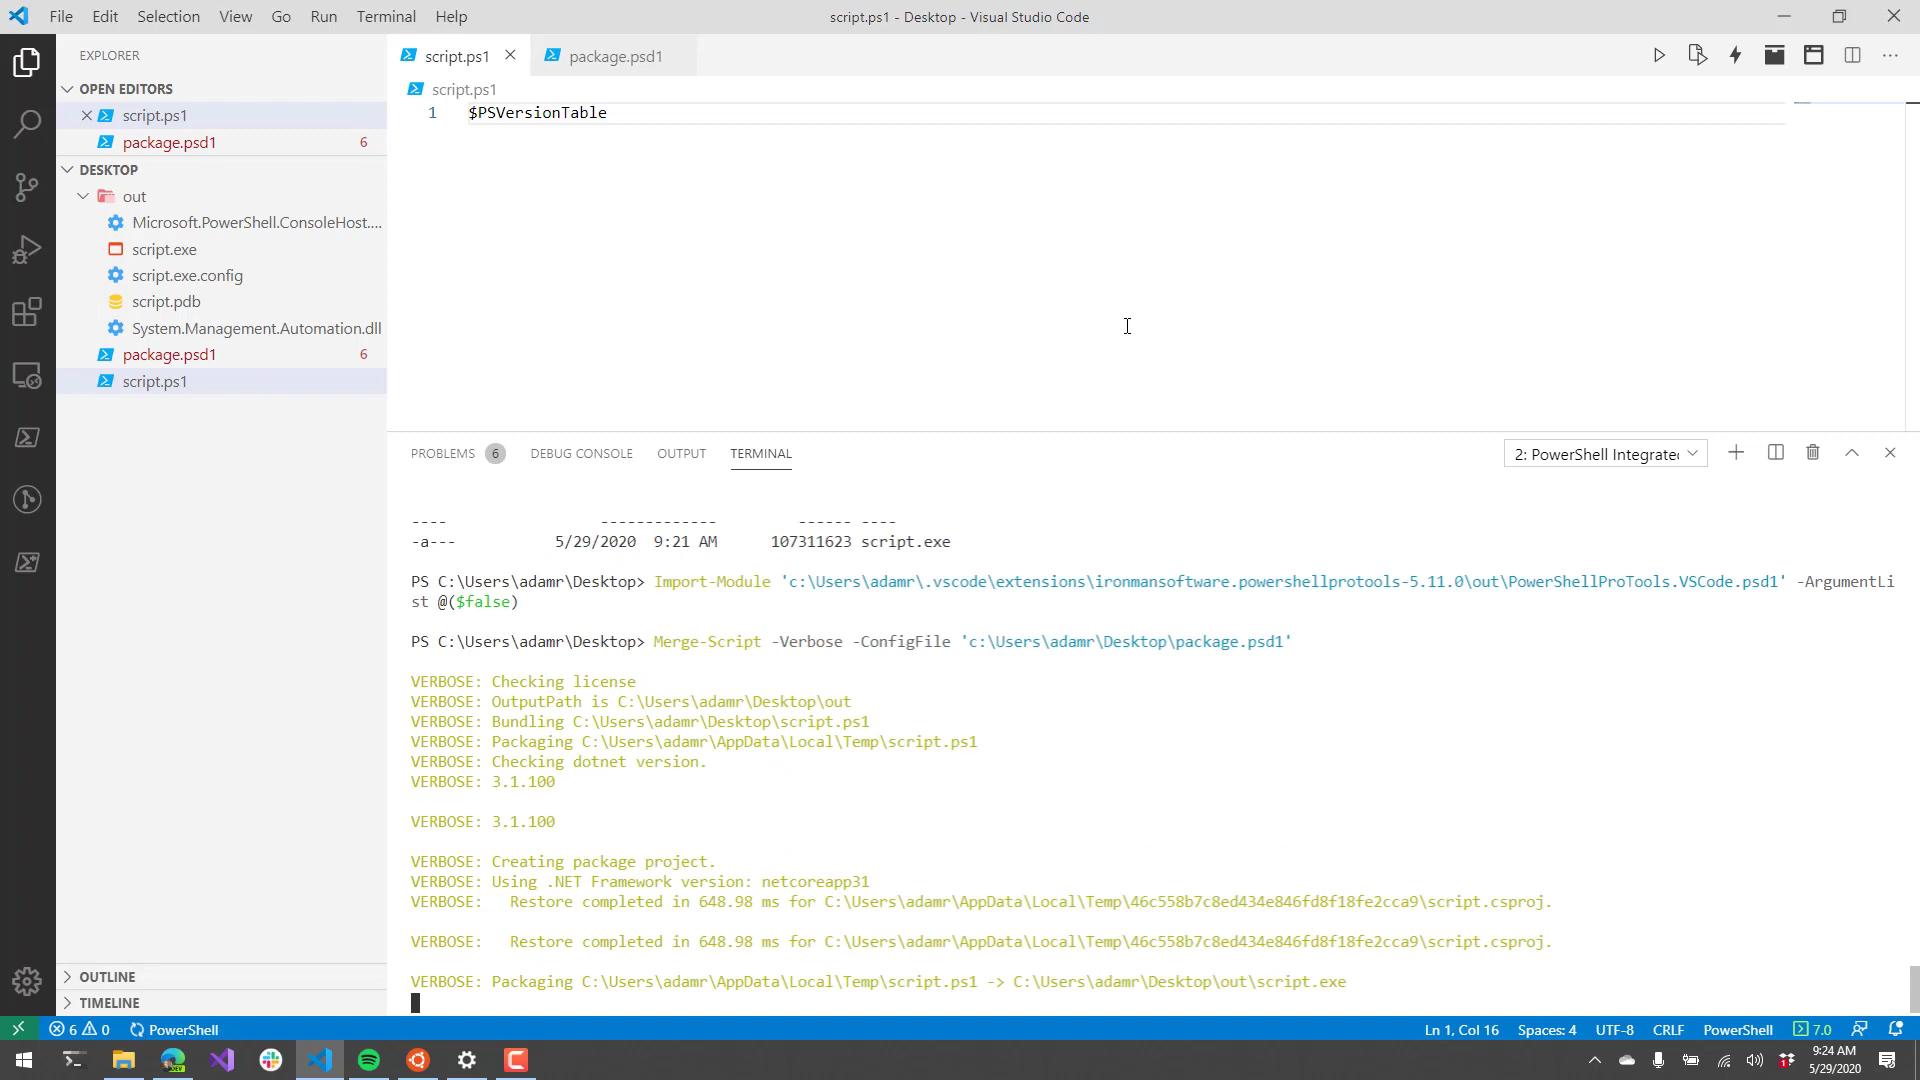 File Edit Selection View Go Run Terminal Help
script.ps1 - Desktop - Visual Studio Code
EXPLORER
OPEN EDITORS
script.ps1
package.psd1 6
DESKTOP
out
Microsoft.PowerShell.ConsoleHost....
script.exe
script.exe.config
script.pdb
System.Management.Automation.dll
package.psd1 6
script.ps1
OUTLINE
TIMELINE
script.ps1 package.psd1
script.ps1
1 $PSVersionTable
PROBLEMS 6 DEBUG CONSOLE OUTPUT TERMINAL
2: PowerShell Integrated
---- ------------- ------ ----
-a--- 5/29/2020 9:21 AM 107311623 script.exe
PS C:\Users\adamr\Desktop> Import-Module 'c:\Users\adamr\.vscode\extensions\ironmansoftware.powershellprotools-5.11.0\out\PowerShellProTools.VSCode.psd1' -ArgumentLi
st @($false)
PS C:\Users\adamr\Desktop> Merge-Script -Verbose -ConfigFile 'c:\Users\adamr\Desktop\package.psd1'
VERBOSE: Checking license
VERBOSE: OutputPath is C:\Users\adamr\Desktop\out
VERBOSE: Bundling C:\Users\adamr\Desktop\script.ps1
VERBOSE: Packaging C:\Users\adamr\AppData\Local\Temp\script.ps1
VERBOSE: Checking dotnet version.
VERBOSE: 3.1.100
VERBOSE: 3.1.100
VERBOSE: Creating package project.
VERBOSE: Using .NET Framework version: netcoreapp31
VERBOSE: Restore completed in 648.98 ms for C:\Users\adamr\AppData\Local\Temp\46c558b7c8ed434e846fd8f18fe2cca9\script.csproj.
VERBOSE: Restore completed in 648.98 ms for C:\Users\adamr\AppData\Local\Temp\46c558b7c8ed434e846fd8f18fe2cca9\script.csproj.
VERBOSE: Packaging C:\Users\adamr\AppData\Local\Temp\script.ps1 -> C:\Users\adamr\Desktop\out\script.exe
6 0 PowerShell
Ln 1, Col 16 Spaces: 4 UTF-8 CRLF PowerShell 7.0
9:24 AM
5/29/2020